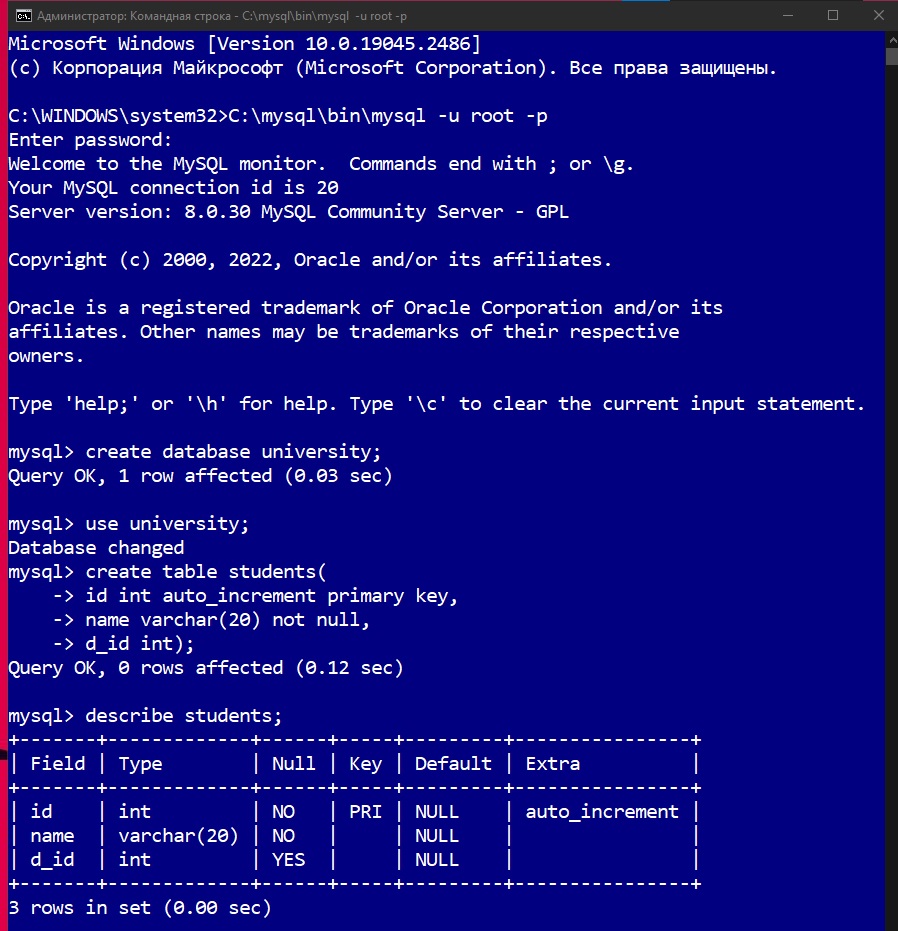 Администратор: Командная строка - C:\mysql\bin\mysql -u root -p
Microsoft Windows [Version 10.0.19045.2486]
(c) Корпорация Майкрософт (Microsoft Corporation). Все права защищены.
C:\WINDOWS\system32>C:\mysql\bin\mysql -u root -p
Enter password:
Welcome to the MySQL monitor.  Commands end with ; or \g.
Your MySQL connection id is 20
Server version: 8.0.30 MySQL Community Server - GPL
Copyright (c) 2000, 2022, Oracle and/or its affiliates.
Oracle is a registered trademark of Oracle Corporation and/or its
affiliates. Other names may be trademarks of their respective
owners.
Type 'help;' or '\h' for help. Type '\c' to clear the current input statement.
mysql> create database university;
Query OK, 1 row affected (0.03 sec)
mysql> use university;
Database changed
mysql> create table students(
    -> id int auto_increment primary key,
    -> name varchar(20) not null,
    -> d_id int);
Query OK, 0 rows affected (0.12 sec)
mysql> describe students;
+-------+-------------+------+-----+---------+----------------+
| Field | Type        | Null | Key | Default | Extra          |
+-------+-------------+------+-----+---------+----------------+
| id    | int         | NO   | PRI | NULL    | auto_increment |
| name  | varchar(20) | NO   |     | NULL    |                |
| d_id  | int         | YES  |     | NULL    |                |
+-------+-------------+------+-----+---------+----------------+
3 rows in set (0.00 sec)